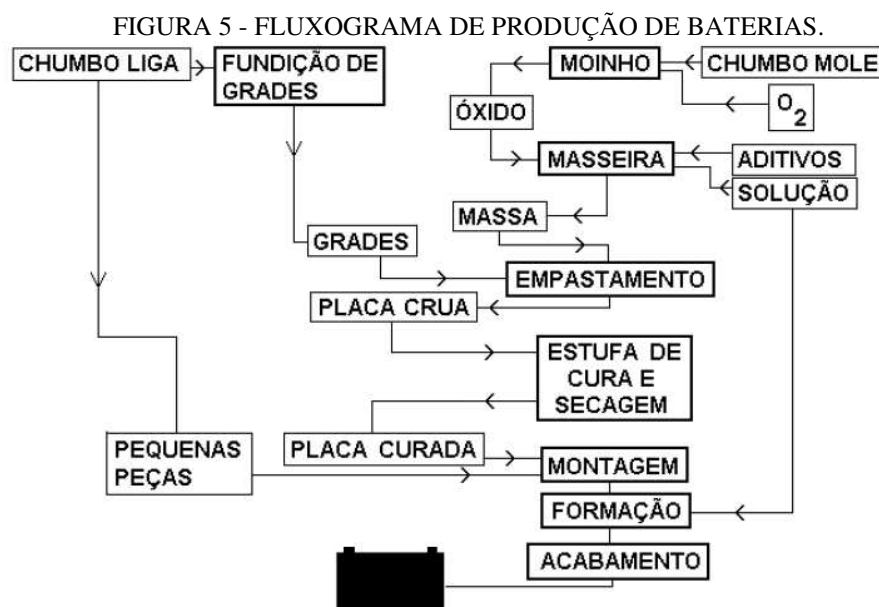 FIGURA 5 - FLUXOGRAMA DE PRODUÇÃO DE BATERIAS.
CHUMBO LIGA
FUNDIÇÃO DE
GRADES
MOINHO
CHUMBO MOLE
O2
ÓXIDO
MASSEIRA
ADITIVOS
SOLUÇÃO
MASSA
GRADES
EMPASTAMENTO
PLACA CRUA
ESTUFA DE
CURA E
SECAGEM
PEQUENAS
PEÇAS
PLACA CURADA
MONTAGEM
FORMAÇÃO
ACABAMENTO